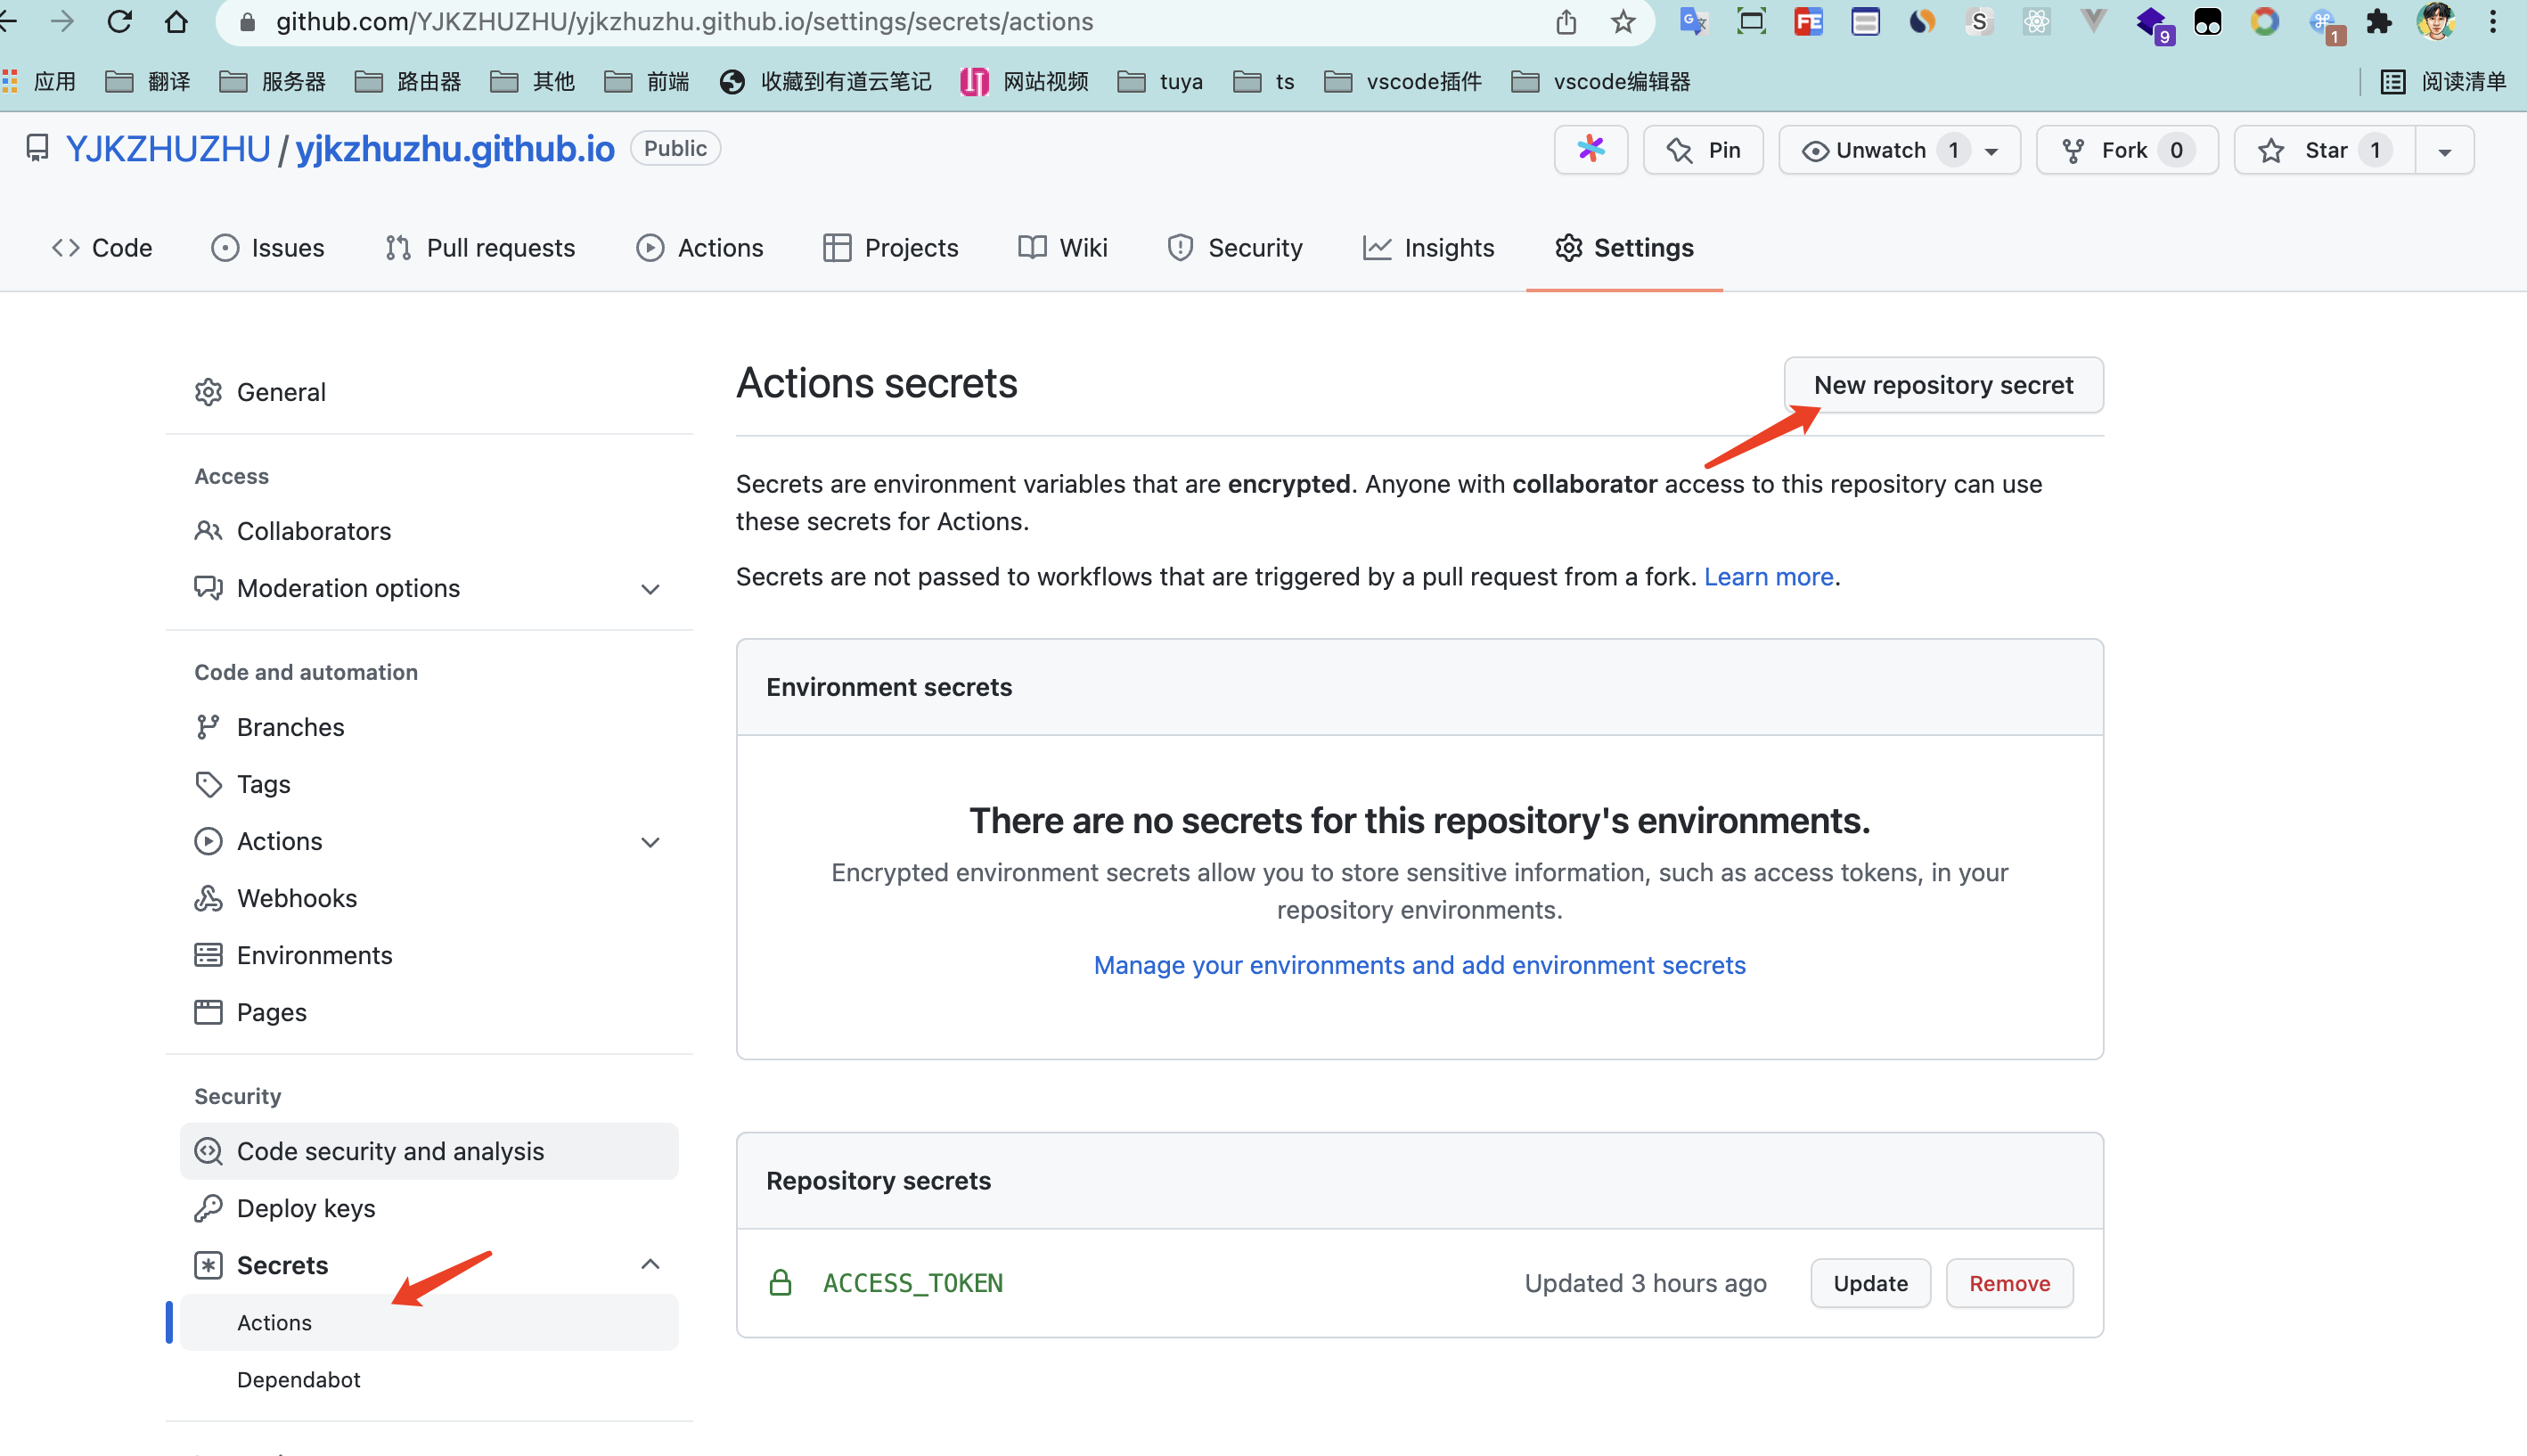 github.com/YJKZHUZHU/yjkzhuzhu.github.io/settings/secrets/actions
FE
S
9
1
应用 翻译 服务器 路由器 其他 前端 收藏到有道云笔记 网站视频 tuya ts vscode插件 vscode编辑器 阅读清单
YJKZHUZHU / yjkzhuzhu.github.io Public
Pin Unwatch 1 Fork 0 Star 1
Code Issues Pull requests Actions Projects Wiki Security Insights Settings
General
Access
Collaborators
Moderation options
Code and automation
Branches
Tags
Actions
Webhooks
Environments
Pages
Security
Code security and analysis
Deploy keys
Secrets
Actions
Dependabot
Actions secrets
New repository secret
Secrets are environment variables that are encrypted. Anyone with collaborator access to this repository can use
these secrets for Actions.
Secrets are not passed to workflows that are triggered by a pull request from a fork. Learn more.
Environment secrets
There are no secrets for this repository's environments.
Encrypted environment secrets allow you to store sensitive information, such as access tokens, in your
repository environments.
Manage your environments and add environment secrets
Repository secrets
ACCESS_TOKEN Updated 3 hours ago Update Remove